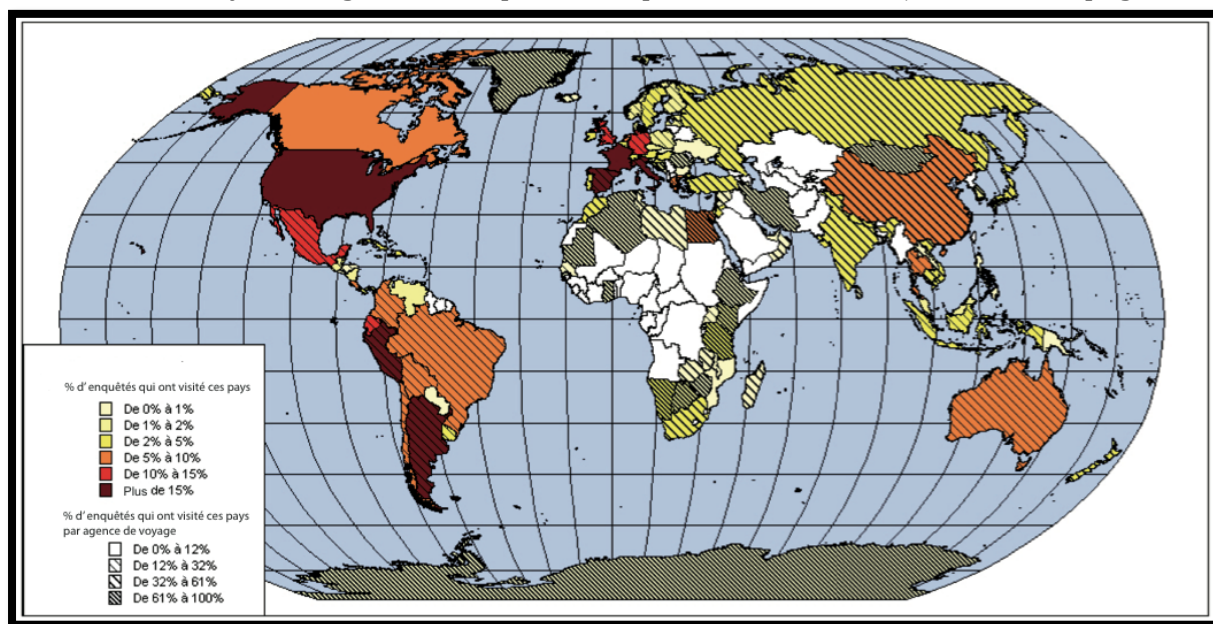 % d'enquêtés qui ont visité ces pays
De 0% à 1%
De 1% à 2%
De 2% à 5%
De 5% à 10%
De 10% à 15%
Plus de 15%
% d'enquêtés qui ont visité ces pays
par agence de voyage
De 0% à 12%
De 12% à 32%
De 32% à 61%
De 61% à 100%